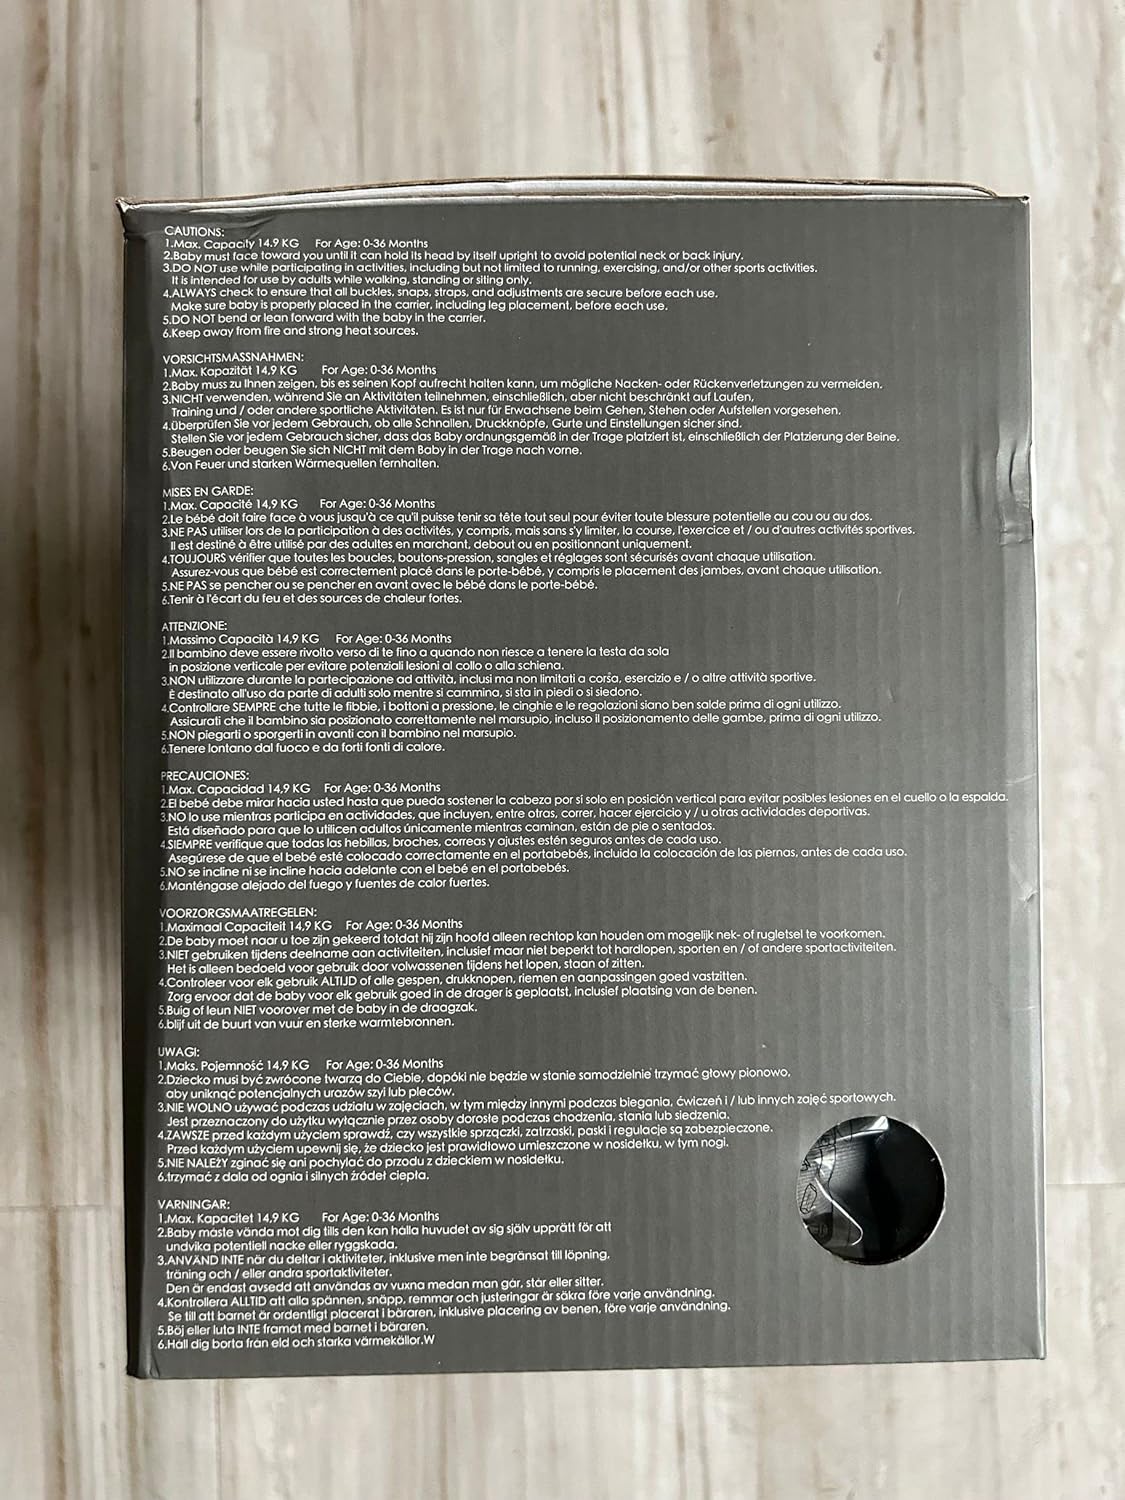 CAUTIONS:
1.Max. Capacity 14.9 KG For Age: 0-36 Months
2.Baby must face toward you until it can hold its head by itself upright to avoid potential neck or back injury.
3.DO NOT use while participating in activities, including but not limited to running, exercising, and/or other sports activities.
It is intended for use by adults while walking, standing or siting only.
4.ALWAYS check to ensure that all buckles, snaps, straps, and adjustments are secure before each use.
Make sure baby is properly placed in the carrier, including leg placement, before each use.
5.DO NOT bend or lean forward with the baby in the carrier.
6.Keep away from fire and strong heat sources.
VORSICHTSMASSNAHMEN:
1.Max. Kapazität 14,9 KG For Age: 0-36 Months
2.Baby muss zu Ihnen zeigen, bis es seinen Kopf aufrecht halten kann, um mögliche Nacken- oder Rückenverletzungen zu vermeiden.
3.NICHT verwenden, während Sie an Aktivitäten teilnehmen, einschließlich, aber nicht beschränkt auf Laufen,
Training und / oder andere sportliche Aktivitäten. Es ist nur für Erwachsene beim Gehen, Stehen oder Aufstellen vorgesehen.
4.Überprüfen Sie vor jedem Gebrauch, ob alle Schnallen, Druckknöpfe, Gurte und Einstellungen sicher sind.
Stellen Sie vor jedem Gebrauch sicher, dass das Baby ordnungsgemäß in der Trage platziert ist, einschließlich der Platzierung der Beine.
5.Beugen oder beugen Sie sich NICHT mit dem Baby in der Trage nach vorne.
6.Von Feuer und starken Wärmequellen fernhalten.
MISES EN GARDE:
1.Max. Capacité 14,9 KG For Age: 0-36 Months
2.Le bébé doit faire face à vous jusqu'à ce qu'il puisse tenir sa tête tout seul pour éviter toute blessure potentielle au cou ou au dos.
3.NE PAS utiliser lors de la participation à des activités, y compris, mais sans s'y limiter, la course, l'exercice et / ou d'autres activités sportives.
Il est destiné à être utilisé par des adultes en marchant, debout ou en positionnant uniquement.
4.TOUJOURS vérifier que toutes les boucles, boutons-pression, sangles et réglages sont sécurisés avant chaque utilisation.
Assurez-vous que bébé est correctement placé dans le porte-bébé, y compris le placement des jambes, avant chaque utilisation.
5.NE PAS se pencher ou se pencher en avant avec le bébé dans le porte-bébé.
6.Tenir à l'écart du feu et des sources de chaleur fortes.
ATTENZIONE:
1.Massimo Capacità 14,9 KG For Age: 0-36 Months
2.Il bambino deve essere rivolto verso di te fino a quando non riesce a tenere la testa da sola
in posizione verticale per evitare potenziali lesioni al collo o alla schiena.
3.NON utilizzare durante la partecipazione ad attività, inclusi ma non limitati a corsa, esercizio e / o altre attività sportive.
È destinato all'uso da parte di adulti solo mentre si cammina, si sta in piedi o si siedono.
4.Controllare SEMPRE che tutte le fibbie, i bottoni a pressione, le cinghie e le regolazioni siano ben salde prima di ogni utilizzo.
Assicurati che il bambino sia posizionato correttamente nel marsupio, incluso il posizionamento delle gambe, prima di ogni utilizzo.
5.NON piegarti o sporgerti in avanti con il bambino nel marsupio.
6.Tenere lontano dal fuoco e da forti fonti di calore.
PRECAUCIONES:
1.Max. Capacidad 14,9 KG For Age: 0-36 Months
2.El bebé debe mirar hacia usted hasta que pueda sostener la cabeza por si solo en posición vertical para evitar posibles lesiones en el cuello o la espalda.
3.NO lo use mientras participa en actividades, que incluyen, entre otras, correr, hacer ejercicio y / u otras actividades deportivas.
Está diseñado para que lo utilicen adultos únicamente mientras caminan, están de pie o sentados.
4.SIEMPRE verifique que todas las hebillas, broches, correas y ajustes estén seguros antes de cada uso.
Asegúrese de que el bebé esté colocado correctamente en el portabebés, incluida la colocación de las piernas, antes de cada uso.
5.NO se incline ni se incline hacia adelante con el bebé en el portabebés.
6.Manténgase alejado del fuego y fuentes de calor fuertes.
VOORZORGSMAATREGELEN:
1.Maximaal Capaciteit 14,9 KG For Age: 0-36 Months
2.De baby moet naar u toe zijn gekeerd totdat hij zijn hoofd alleen rechtop kan houden om mogelijk nek- of rugletsel te voorkomen.
3.NIET gebruiken tijdens deelname aan activiteiten, inclusief maar niet beperkt tot hardlopen, sporten en / of andere sportactiviteiten.
Het is alleen bedoeld voor gebruik door volwassenen tijdens het lopen, staan of zitten.
4.Controleer voor elk gebruik ALTIJD of alle gespen, drukknopen, riemen en aanpassingen goed vastzitten.
Zorg ervoor dat de baby voor elk gebruik goed in de drager is geplaatst, inclusief plaatsing van de benen.
5.Buig of leun NIET voorover met de baby in de draagzak.
6.blijf uit de buurt van vuur en sterke warmtebronnen.
UWAGI:
1.Maks. Pojemność 14,9 KG For Age: 0-36 Months
2.Dziecko musi być zwrócone twarzą do Ciebie, dopóki nie będzie w stanie samodzielnie trzymać głowy pionowo,
aby uniknąć potencjalnych urazów szyi lub pleców.
3.NIE WOLNO używać podczas udziału w zajęciach, w tym między innymi podczas biegania, ćwiczeń i / lub innych zajęć sportowych.
Jest przeznaczony do użytku wyłącznie przez osoby dorosłe podczas chodzenia, stania lub siedzenia.
4.ZAWSZE przed każdym użyciem sprawdź, czy wszystkie sprzączki, zatrzaski, paski i regulacje są zabezpieczone.
Przed każdym użyciem upewnij się, że dziecko jest prawidłowo umieszczone w nosidełku, w tym nogi.
5.NIE NALEŻY zginać się ani pochylać do przodu z dzieckiem w nosidełku.
6.trzymać z dala od ognia i silnych źródeł ciepła.
VARNINGAR:
1.Max. Kapacitet 14,9 KG For Age: 0-36 Months
2.Baby måste vända mot dig tills den kan hålla huvudet av sig själv upprätt för att
undvika potentiell nacke eller ryggskada.
3.ANVÄND INTE när du deltar i aktiviteter, inklusive men inte begränsat till löpning,
träning och / eller andra sportaktiviteter.
Den är endast avsedd att användas av vuxna medan man går, står eller sitter.
4.Kontrollera ALLTID att alla spännen, snäpp, remmar och justeringar är säkra före varje användning.
Se till att barnet är ordentligt placerat i bäraren, inklusive placering av benen, före varje användning.
5.Böj eller luta INTE framåt med barnet i bäraren.
6.Håll dig borta från eld och starka värmekällor.W